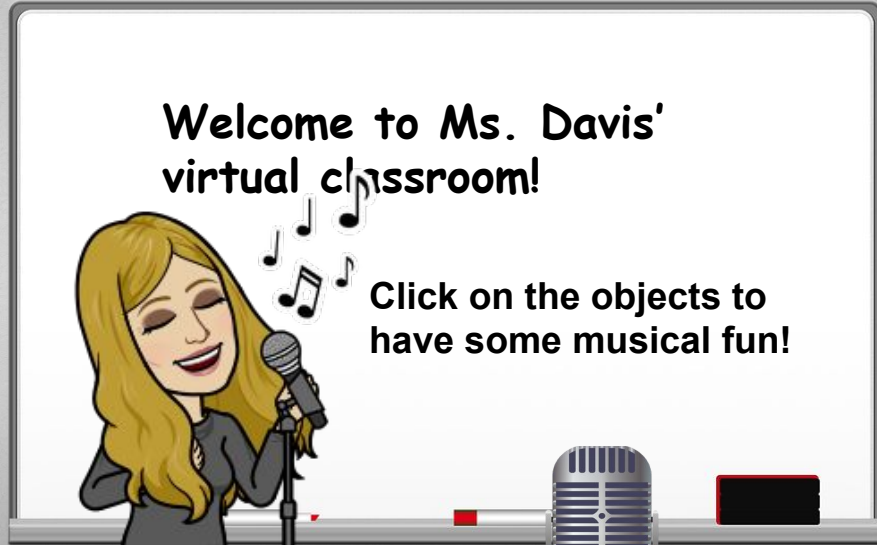 Welcome to Ms. Davis’
virtual classroom!
Click on the objects to
have some musical fun!